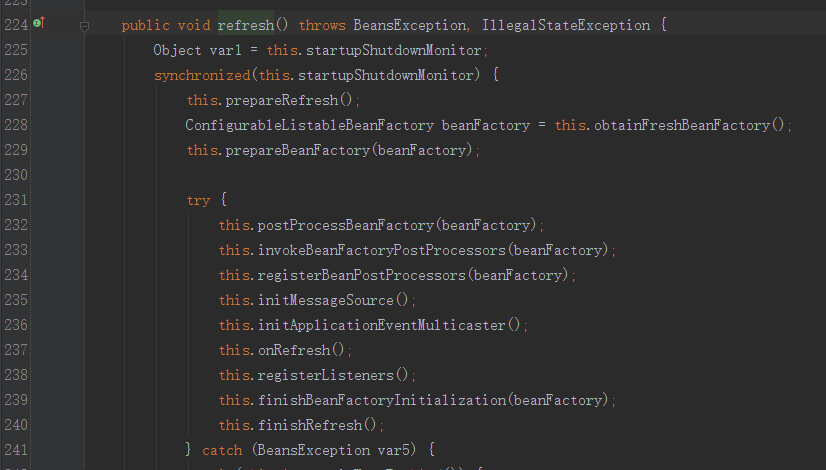 224 public void refresh() throws BeansException, IllegalStateException {
225 Object var1 = this.startupShutdownMonitor;
226 synchronized(this.startupShutdownMonitor) {
227 this.prepareRefresh();
228 ConfigurableListableBeanFactory beanFactory = this.obtainFreshBeanFactory();
229 this.prepareBeanFactory(beanFactory);
230
231 try {
232 this.postProcessBeanFactory(beanFactory);
233 this.invokeBeanFactoryPostProcessors(beanFactory);
234 this.registerBeanPostProcessors(beanFactory);
235 this.initMessageSource();
236 this.initApplicationEventMulticaster();
237 this.onRefresh();
238 this.registerListeners();
239 this.finishBeanFactoryInitialization(beanFactory);
240 this.finishRefresh();
241 } catch (BeansException var5) {